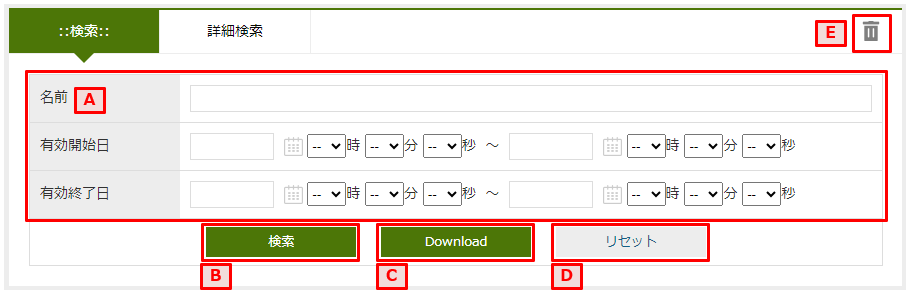 ::検索:: 詳細検索 E
名前 A
有効開始日 -- 時 -- 分 -- 秒 ～ -- 時 -- 分 -- 秒
有効終了日 -- 時 -- 分 -- 秒 ～ -- 時 -- 分 -- 秒
検索 Download リセット
B C D